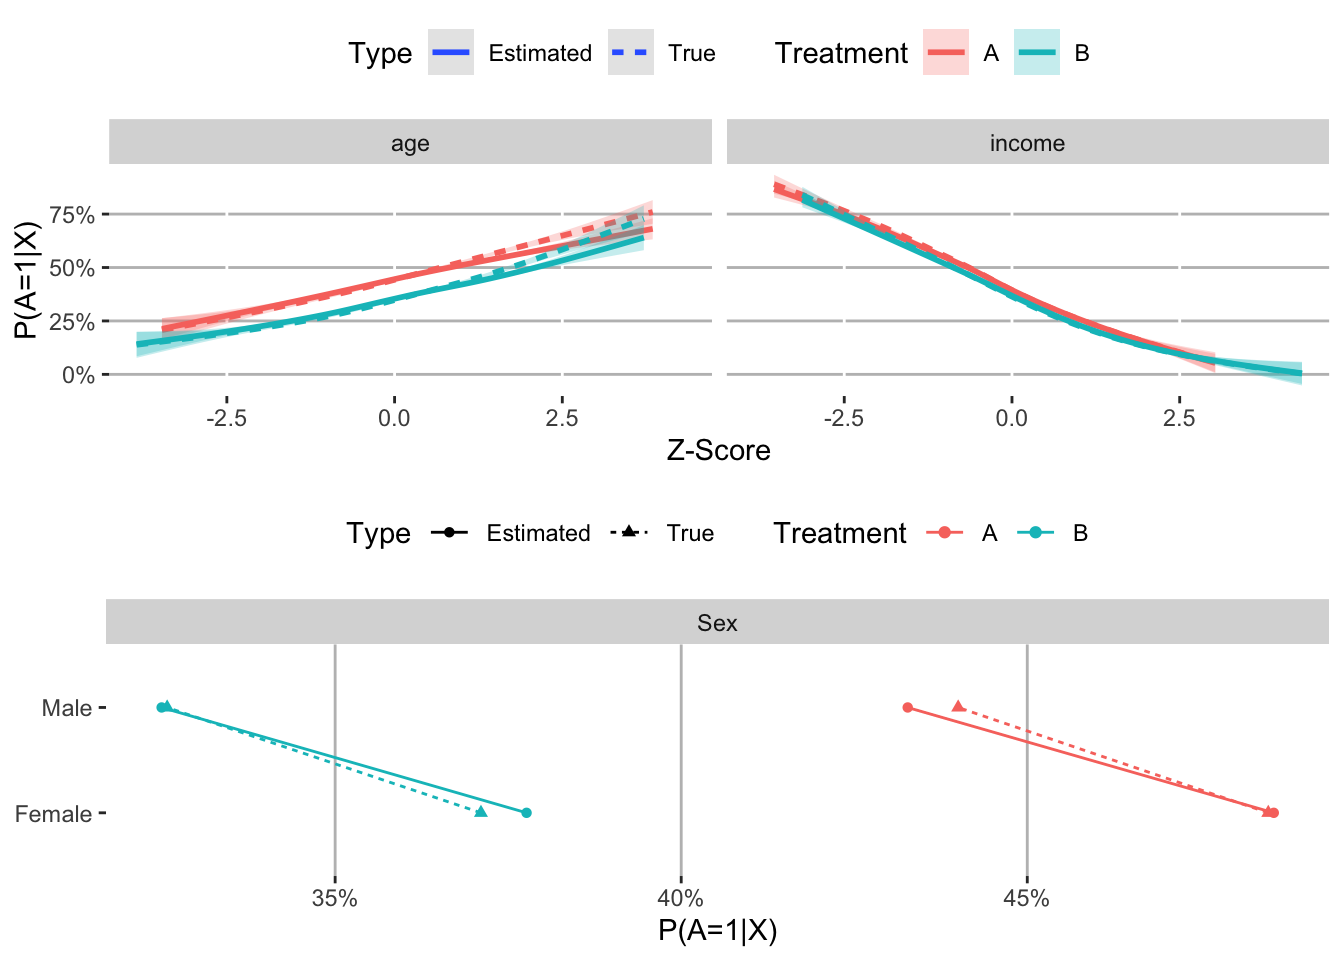 Type Estimated True Treatment A B
age income
75%
50%
25%
0%
P(A=1|X)
-2.5 0.0 2.5 -2.5 0.0 2.5
Z-Score
Type Estimated True Treatment A B
Sex
Male
Female
35% 40% 45%
P(A=1|X)